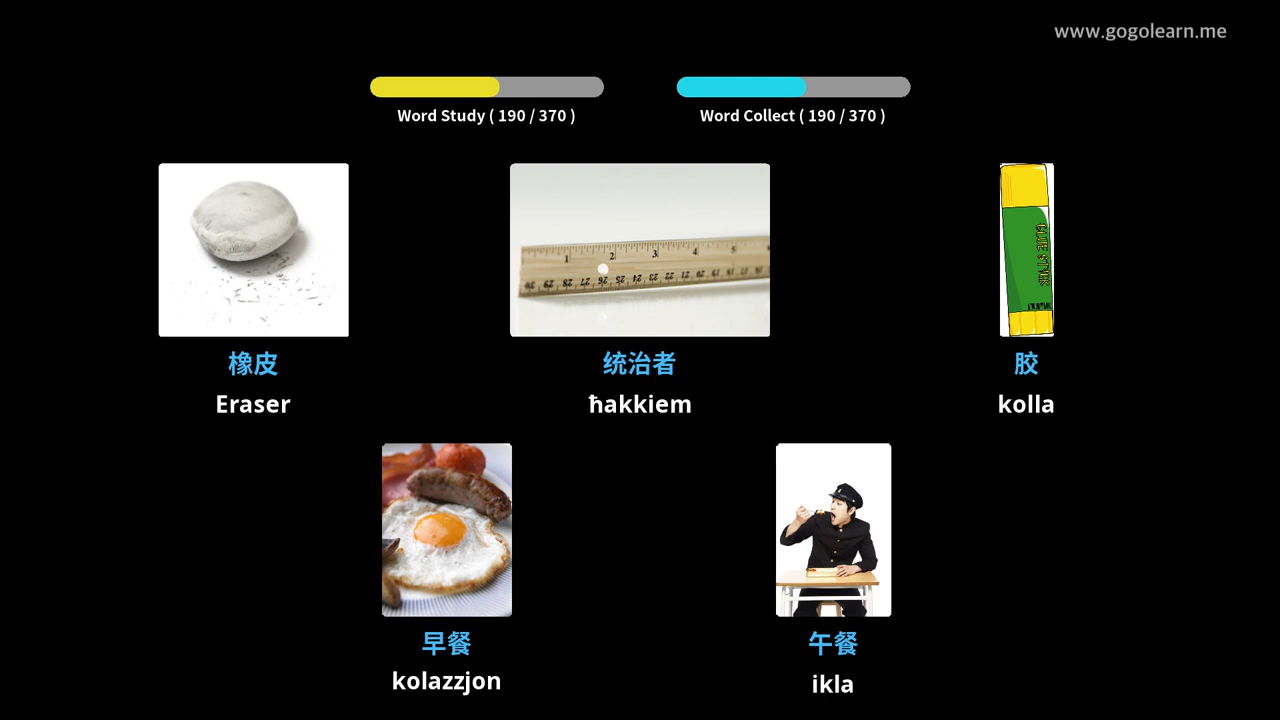 www.gogolearn.me
Word Study ( 190 / 370 )
Word Collect ( 190 / 370 )
橡皮
统治者
胶
Eraser
ħakkiem
kolla
早餐
午餐
kolazzjon
ikla